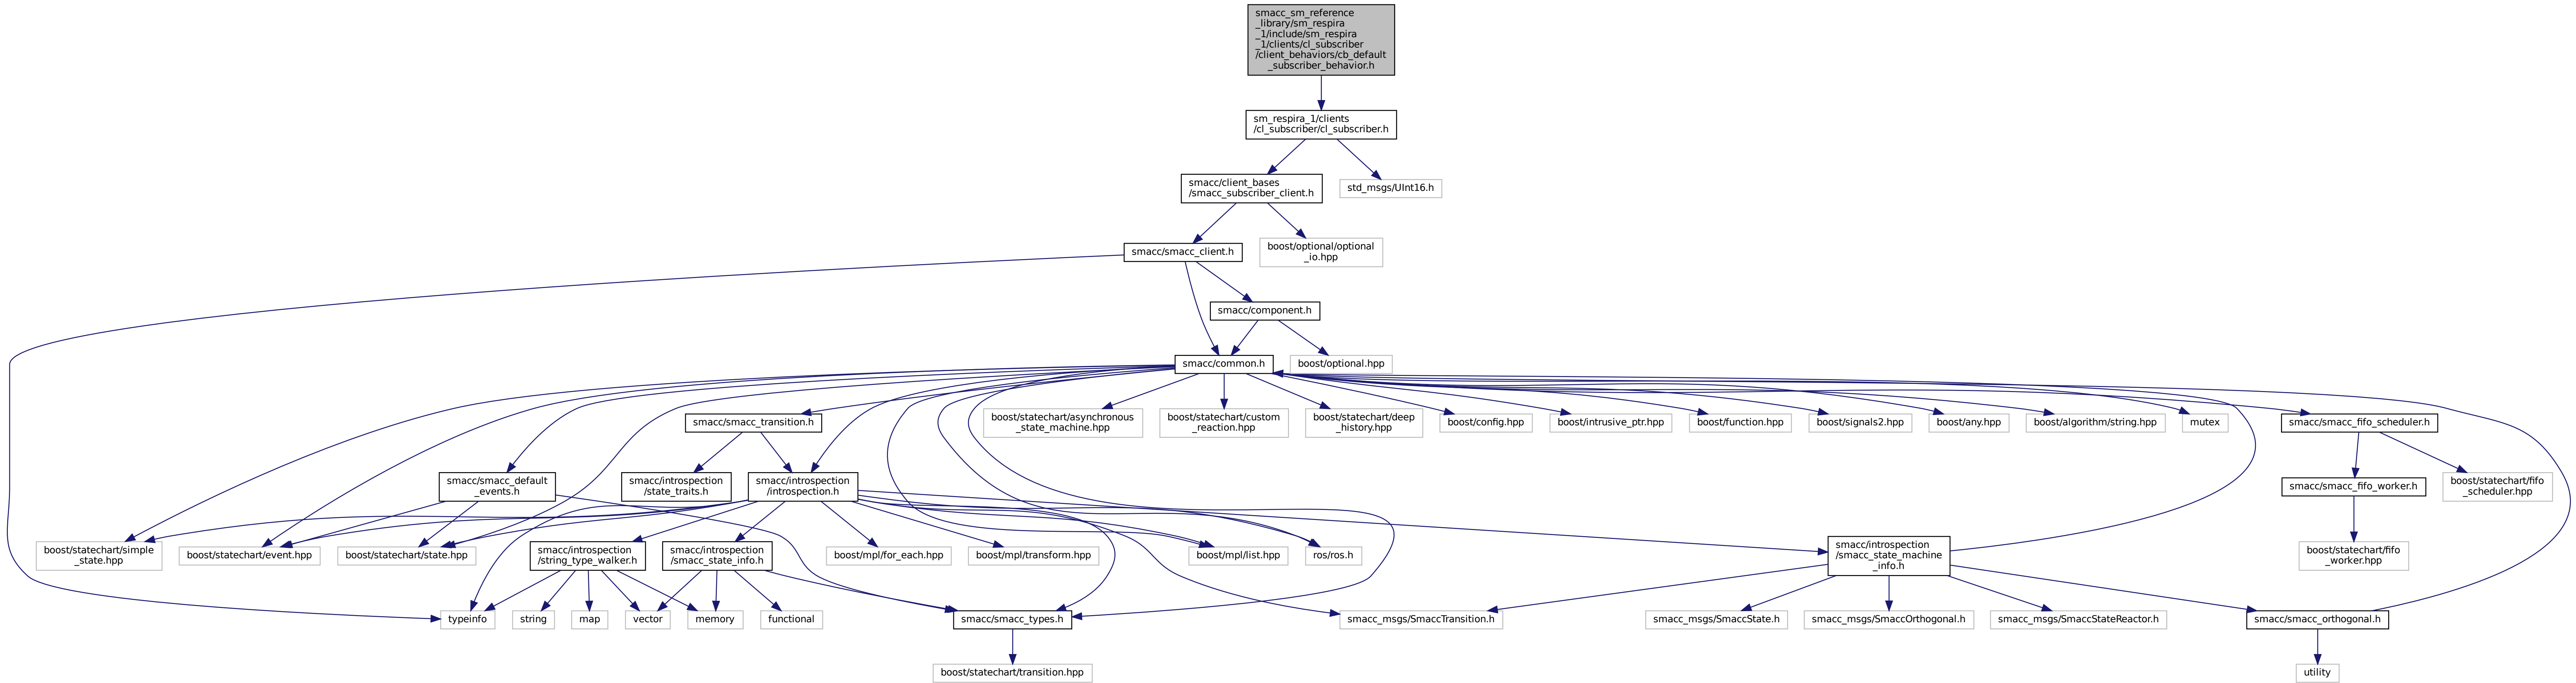 smacc_sm_reference
_library/sm_respira
_1/include/sm_respira
_1/clients/cl_subscriber
/client_behaviors/cb_default
_subscriber_behavior.h
sm_respira_1/clients
/cl_subscriber/cl_subscriber.h
smacc/client_bases
/smacc_subscriber_client.h
std_msgs/UInt16.h
smacc/smacc_client.h
boost/optional/optional
_io.hpp
smacc/component.h
smacc/common.h
boost/optional.hpp
smacc/smacc_transition.h
boost/statechart/asynchronous
_state_machine.hpp
boost/statechart/custom
_reaction.hpp
boost/statechart/deep
_history.hpp
boost/config.hpp
boost/intrusive_ptr.hpp
boost/function.hpp
boost/signals2.hpp
boost/any.hpp
boost/algorithm/string.hpp
mutex
smacc/smacc_fifo_scheduler.h
smacc/smacc_default
_events.h
smacc/introspection
/state_traits.h
smacc/introspection
/introspection.h
smacc/smacc_fifo_worker.h
boost/statechart/fifo
_scheduler.hpp
boost/statechart/simple
_state.hpp
boost/statechart/event.hpp
boost/statechart/state.hpp
smacc/introspection
/string_type_walker.h
smacc/introspection
/smacc_state_info.h
boost/mpl/for_each.hpp
boost/mpl/transform.hpp
boost/mpl/list.hpp
ros/ros.h
smacc/introspection
/smacc_state_machine
_info.h
boost/statechart/fifo
_worker.hpp
typeinfo
string
map
vector
memory
functional
smacc/smacc_types.h
smacc_msgs/SmaccTransition.h
smacc_msgs/SmaccState.h
smacc_msgs/SmaccOrthogonal.h
smacc_msgs/SmaccStateReactor.h
smacc/smacc_orthogonal.h
boost/statechart/transition.hpp
utility